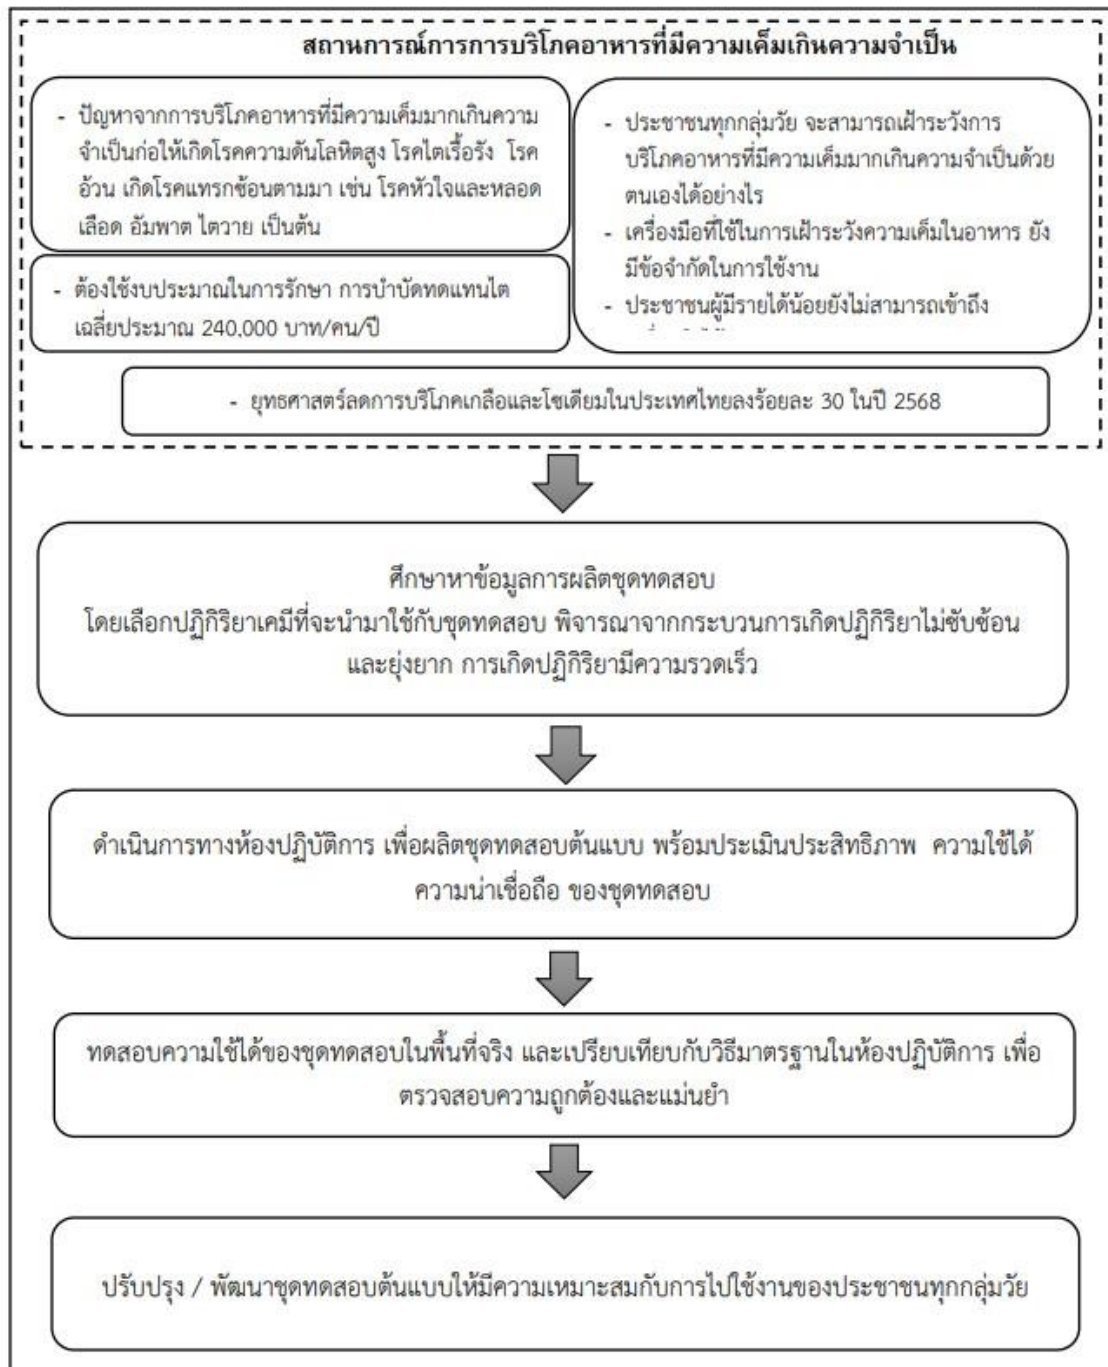 สถานการณ์การการบริโภคอาหารที่มีความเค็มเกินความจำเป็น
- ปัญหาจากการบริโภคอาหารที่มีความเค็มมากเกินความ
จำเป็นก่อให้เกิดโรคความดันโลหิตสูง โรคไตเรื้อรัง โรค
อ้วน เกิดโรคแทรกซ้อนตามมา เช่น โรคหัวใจและหลอด
เลือด อัมพาต ไตวาย เป็นต้น
- ต้องใช้งบประมาณในการรักษา การบำบัดทดแทนไต
เฉลี่ยประมาณ 240,000 บาท/คน/ปี
- ประชาชนทุกกลุ่มวัย จะสามารถเฝ้าระวังการ
บริโภคอาหารที่มีความเค็มมากเกินความจำเป็นด้วย
ตนเองได้อย่างไร
- เครื่องมือที่ใช้ในการเฝ้าระวังความเค็มในอาหาร ยัง
มีข้อจำกัดในการใช้งาน
- ประชาชนผู้มีรายได้น้อยยังไม่สามารถเข้าถึง
- ยุทธศาสตร์ลดการบริโภคเกลือและโซเดียมในประเทศไทยลงร้อยละ 30 ในปี 2568
ศึกษาหาข้อมูลการผลิตชุดทดสอบ
โดยเลือกปฏิกิริยาเคมีที่จะนำมาใช้กับชุดทดสอบ พิจารณาจากกระบวนการเกิดปฏิกิริยาไม่ซับซ้อน
และยุ่งยาก การเกิดปฏิกิริยามีความรวดเร็ว
ดำเนินการทางห้องปฏิบัติการ เพื่อผลิตชุดทดสอบต้นแบบ พร้อมประเมินประสิทธิภาพ ความใช้ได้
ความน่าเชื่อถือ ของชุดทดสอบ
ทดสอบความใช้ได้ของชุดทดสอบในพื้นที่จริง และเปรียบเทียบกับวิธีมาตรฐานในห้องปฏิบัติการ เพื่อ
ตรวจสอบความถูกต้องและแม่นยำ
ปรับปรุง / พัฒนาชุดทดสอบต้นแบบให้มีความเหมาะสมกับการไปใช้งานของประชาชนทุกกลุ่มวัย